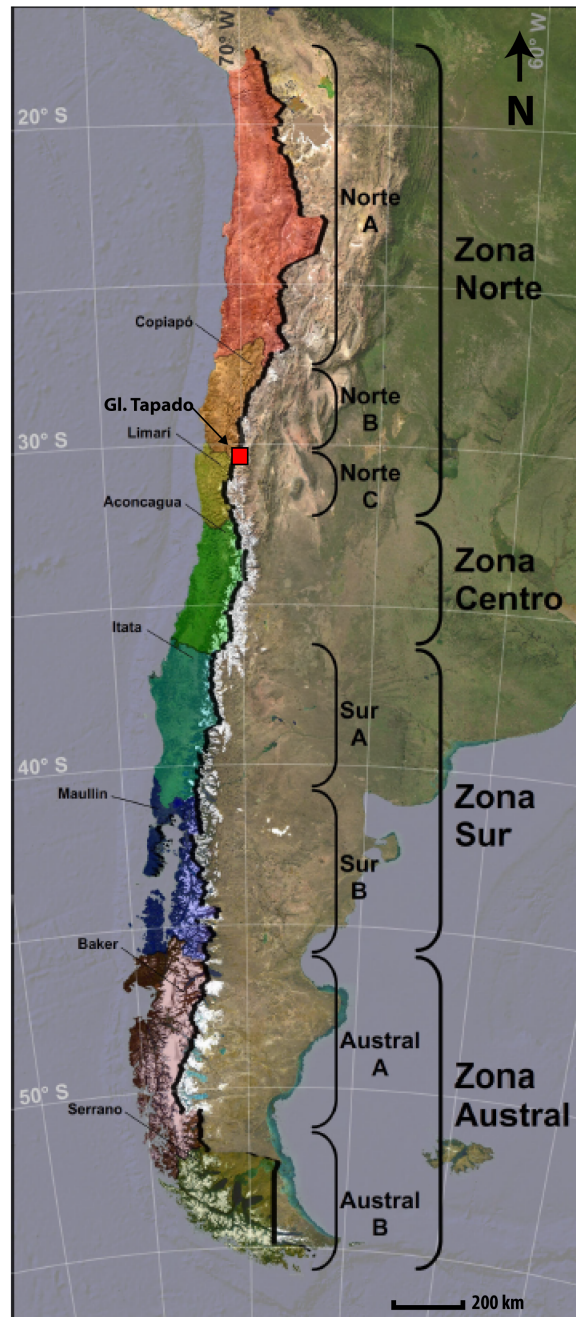 70° W
60° W
N
20° S
Norte
A
Zona
Norte
Copiapó
Norte
B
Gl. Tapado
Limarí
30° S
Norte
C
Aconcagua
Zona
Centro
Itata
Sur
A
40° S
Maullin
Zona
Sur
Sur
B
Baker
Austral
A
Zona
Austral
50° S
Serrano
Austral
B
200 km